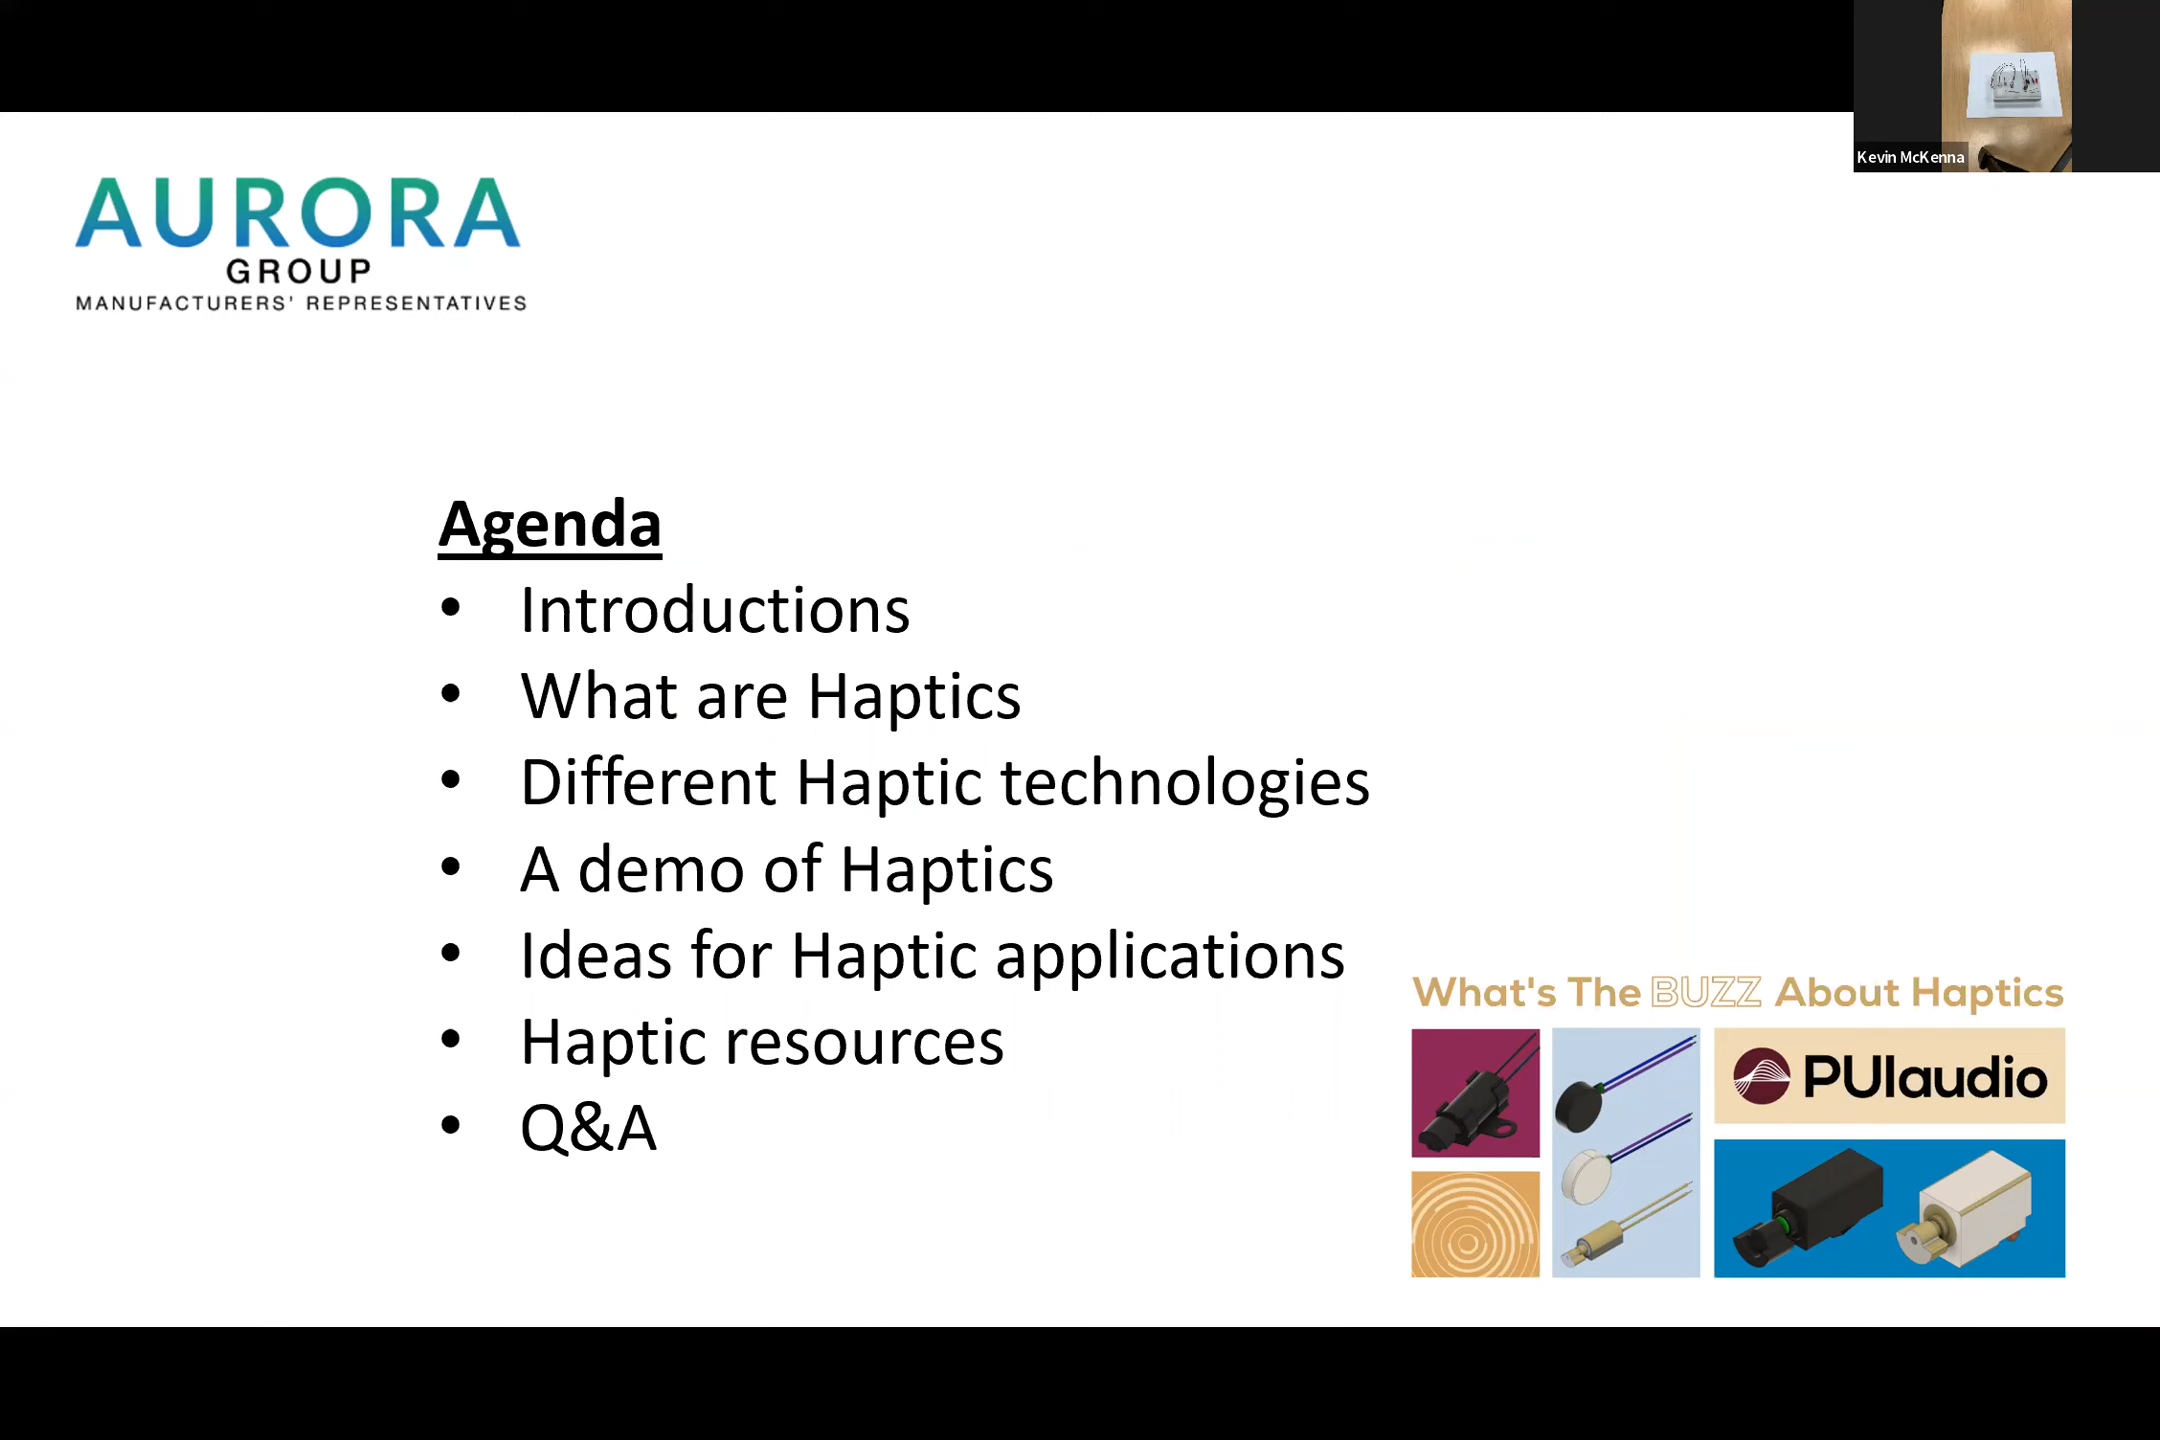 Kevin McKenna
AURORA
GROUP
MANUFACTURERS' REPRESENTATIVES
Agenda
• Introductions
• What are Haptics
• Different Haptic technologies
• A demo of Haptics
• Ideas for Haptic applications
• Haptic resources
• Q&A
What's The BUZZ About Haptics
PUIaudio